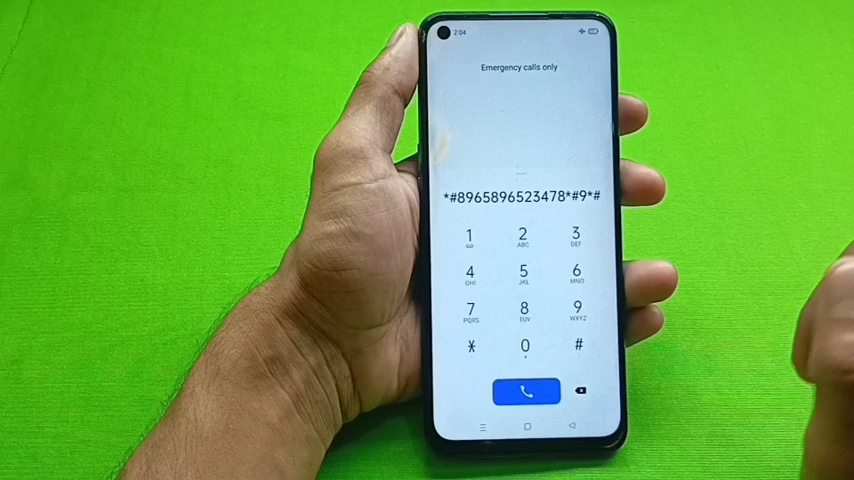 2:04
Emergency calls only
*#8965896523478*#9*#
1 2 3
ABC DEF
4 5 6
GHI JKL MNO
7 8 9
PQRS TUV WXYZ
* 0 #
+